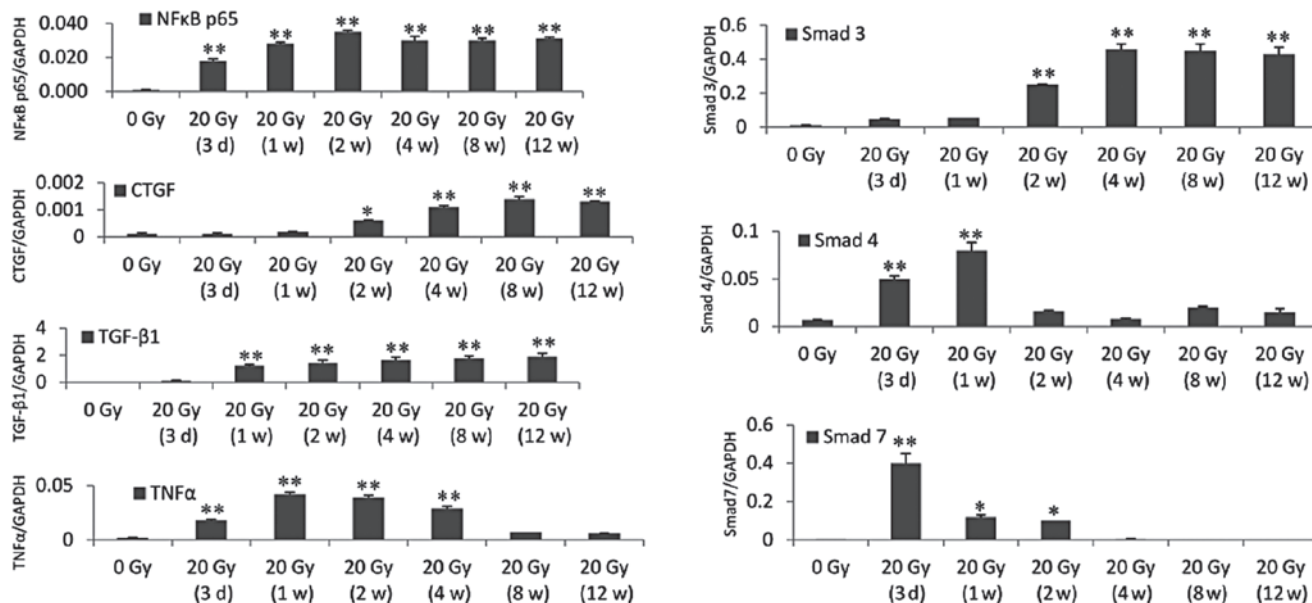 NFκB p65/GAPDH
0.040
0.020
0.000
NFκB p65
** ** ** ** ** **
0 Gy 20 Gy 20 Gy 20 Gy 20 Gy 20 Gy 20 Gy
(3 d) (1 w) (2 w) (4 w) (8 w) (12 w)
CTGF/GAPDH
0.002
0.001
0
CTGF
* ** ** **
0 Gy 20 Gy 20 Gy 20 Gy 20 Gy 20 Gy 20 Gy
(3 d) (1 w) (2 w) (4 w) (8 w) (12 w)
TGF-β1/GAPDH
4
2
0
TGF-β1
** ** ** ** **
0 Gy 20 Gy 20 Gy 20 Gy 20 Gy 20 Gy 20 Gy
(3 d) (1 w) (2 w) (4 w) (8 w) (12 w)
TNFα/GAPDH
0.05
0
TNFα
** ** ** **
0 Gy 20 Gy 20 Gy 20 Gy 20 Gy 20 Gy 20 Gy
(3 d) (1 w) (2 w) (4 w) (8 w) (12 w)
Smad 3/GAPDH
0.6
0.4
0.2
0
Smad 3
** ** ** **
0 Gy 20 Gy 20 Gy 20 Gy 20 Gy 20 Gy 20 Gy
(3 d) (1 w) (2 w) (4 w) (8 w) (12 w)
Smad 4/GAPDH
0.1
0.05
0
Smad 4
** **
0 Gy 20 Gy 20 Gy 20 Gy 20 Gy 20 Gy 20 Gy
(3 d) (1 w) (2 w) (4 w) (8 w) (12 w)
Smad7/GAPDH
0.6
0.4
0.2
0
Smad 7
** * *
0 Gy 20 Gy 20 Gy 20 Gy 20 Gy 20 Gy 20 Gy
(3 d) (1 w) (2 w) (4 w) (8 w) (12 w)